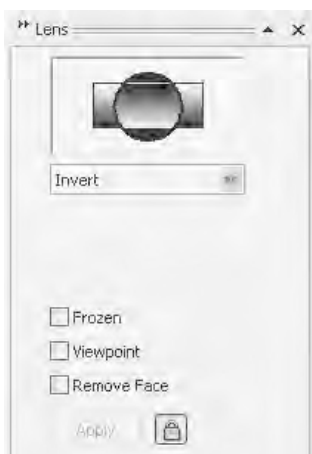 Lens
Invert
Frozen
Viewpoint
Remove Face
Apply